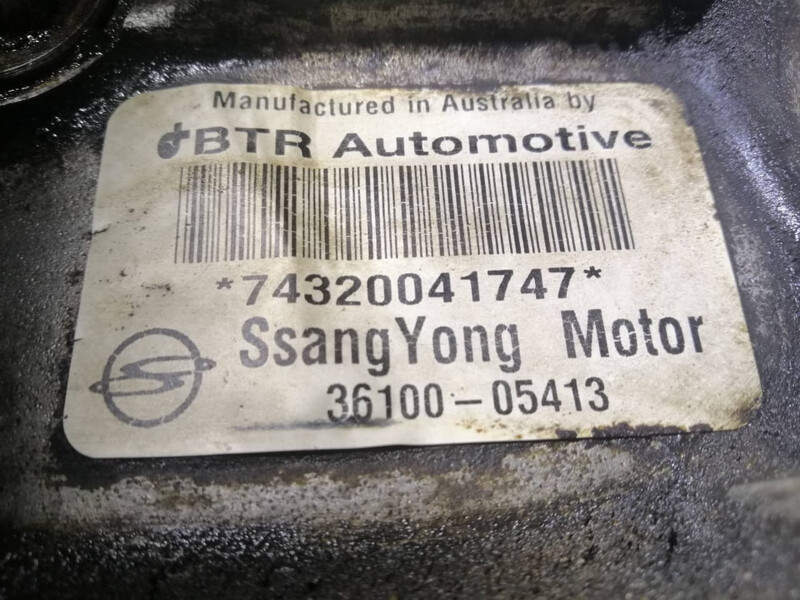 Manufactured in Australia by
BTR Automotive
*74320041747*
SsangYong Motor
36100-05413